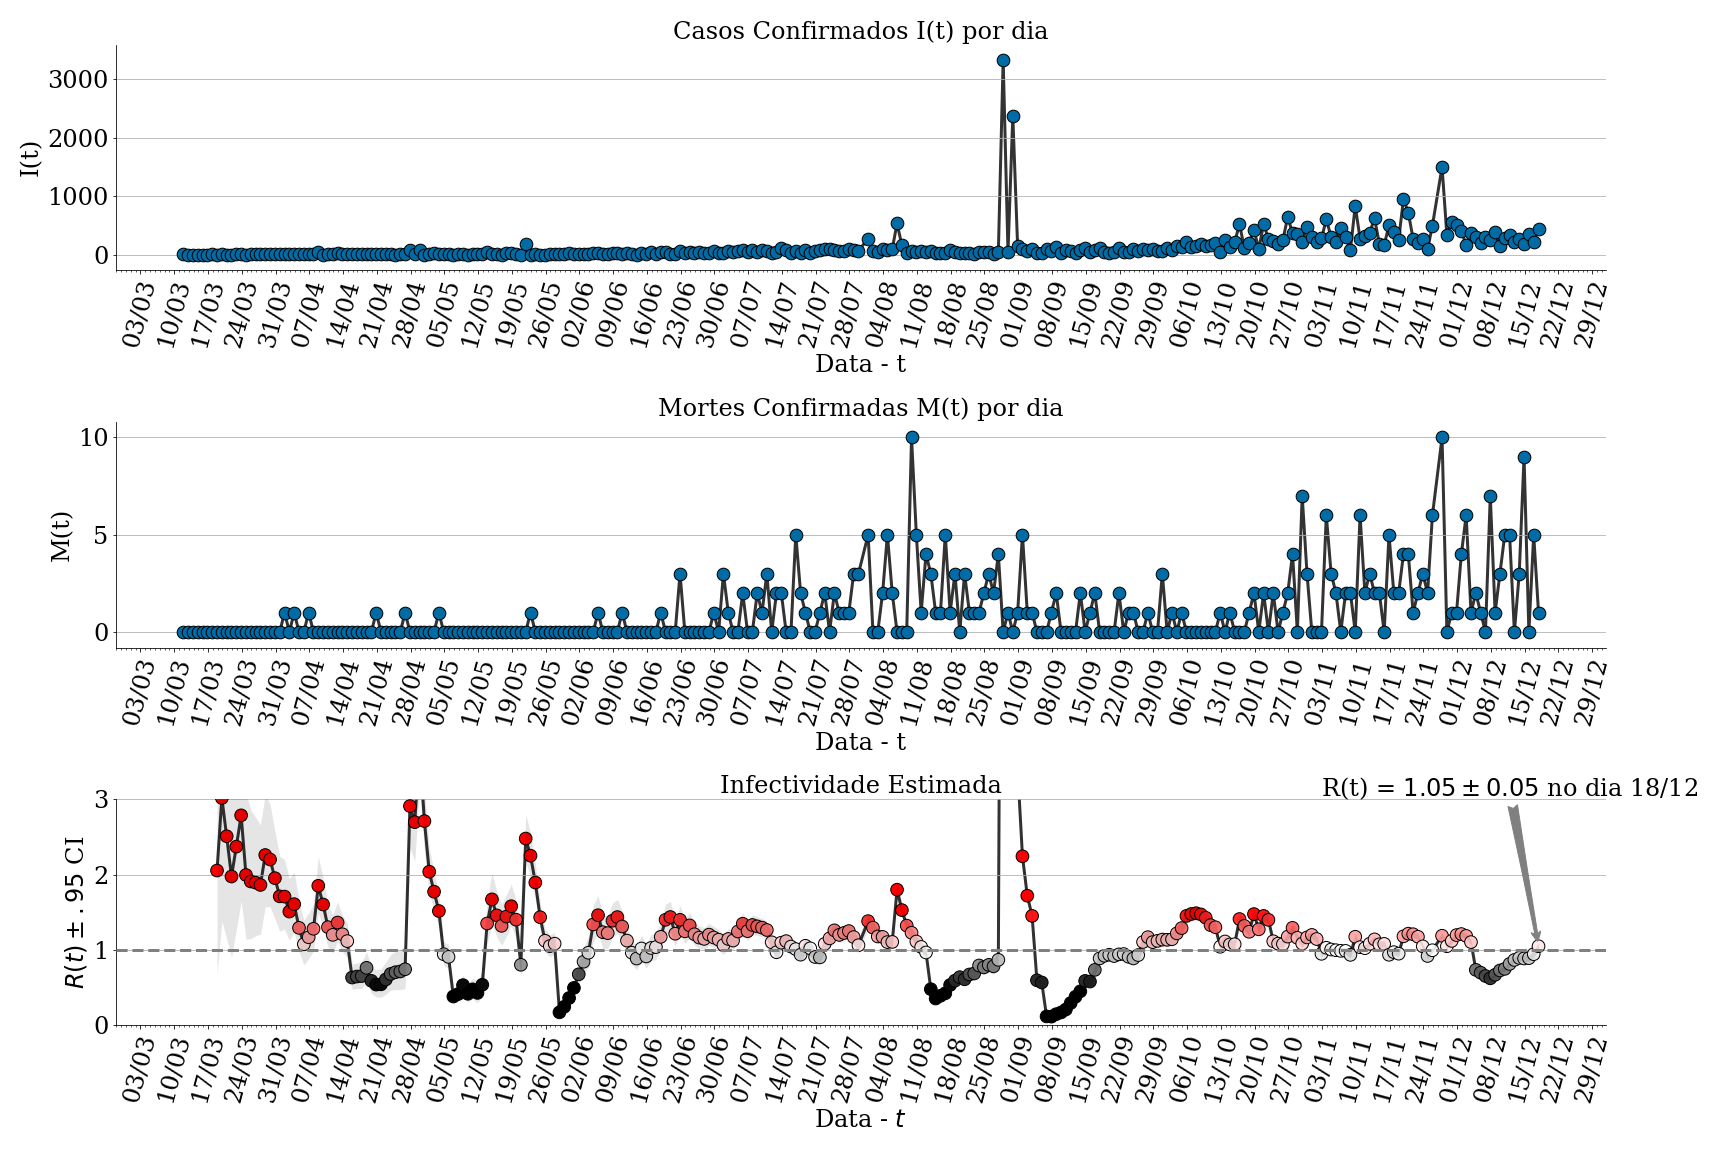 Casos Confirmados I(t) por dia
I(t)
3000
2000
1000
0
03/03 10/03 17/03 24/03 31/03 07/04 14/04 21/04 28/04 05/05 12/05 19/05 26/05 02/06 09/06 16/06 23/06 30/06 07/07 14/07 21/07 28/07 04/08 11/08 18/08 25/08 01/09 08/09 15/09 22/09 29/09 06/10 13/10 20/10 27/10 03/11 10/11 17/11 24/11 01/12 08/12 15/12 22/12 29/12
Data - t
Mortes Confirmadas M(t) por dia
M(t)
10
5
0
03/03 10/03 17/03 24/03 31/03 07/04 14/04 21/04 28/04 05/05 12/05 19/05 26/05 02/06 09/06 16/06 23/06 30/06 07/07 14/07 21/07 28/07 04/08 11/08 18/08 25/08 01/09 08/09 15/09 22/09 29/09 06/10 13/10 20/10 27/10 03/11 10/11 17/11 24/11 01/12 08/12 15/12 22/12 29/12
Data - t
Infectividade Estimada
R(t) = 1.05 ± 0.05 no dia 18/12
R(t) ± .95 CI
3
2
1
0
03/03 10/03 17/03 24/03 31/03 07/04 14/04 21/04 28/04 05/05 12/05 19/05 26/05 02/06 09/06 16/06 23/06 30/06 07/07 14/07 21/07 28/07 04/08 11/08 18/08 25/08 01/09 08/09 15/09 22/09 29/09 06/10 13/10 20/10 27/10 03/11 10/11 17/11 24/11 01/12 08/12 15/12 22/12 29/12
Data - t